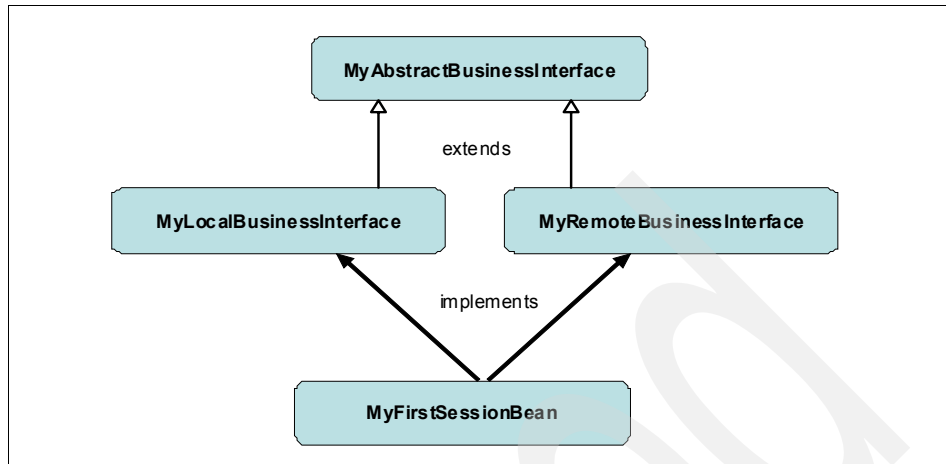 MyAbstractBusinessInterface
extends
MyLocalBusinessInterface
MyRemoteBusinessInterface
implements
MyFirstSessionBean